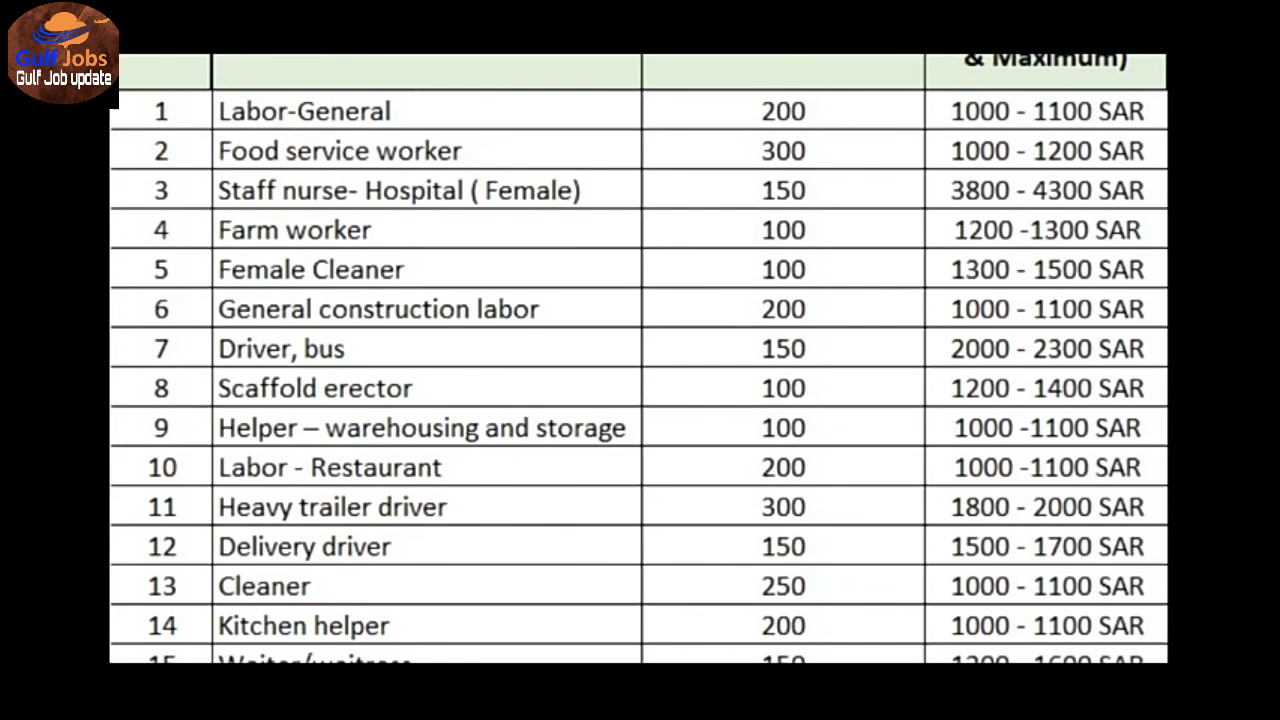 Gulf Jobs
Gulf Job update
& Maximum)
1 Labor-General 200 1000 - 1100 SAR
2 Food service worker 300 1000 - 1200 SAR
3 Staff nurse- Hospital ( Female) 150 3800 - 4300 SAR
4 Farm worker 100 1200 -1300 SAR
5 Female Cleaner 100 1300 - 1500 SAR
6 General construction labor 200 1000 - 1100 SAR
7 Driver, bus 150 2000 - 2300 SAR
8 Scaffold erector 100 1200 - 1400 SAR
9 Helper – warehousing and storage 100 1000 -1100 SAR
10 Labor - Restaurant 200 1000 -1100 SAR
11 Heavy trailer driver 300 1800 - 2000 SAR
12 Delivery driver 150 1500 - 1700 SAR
13 Cleaner 250 1000 - 1100 SAR
14 Kitchen helper 200 1000 - 1100 SAR
15 Waiter/waitress 150